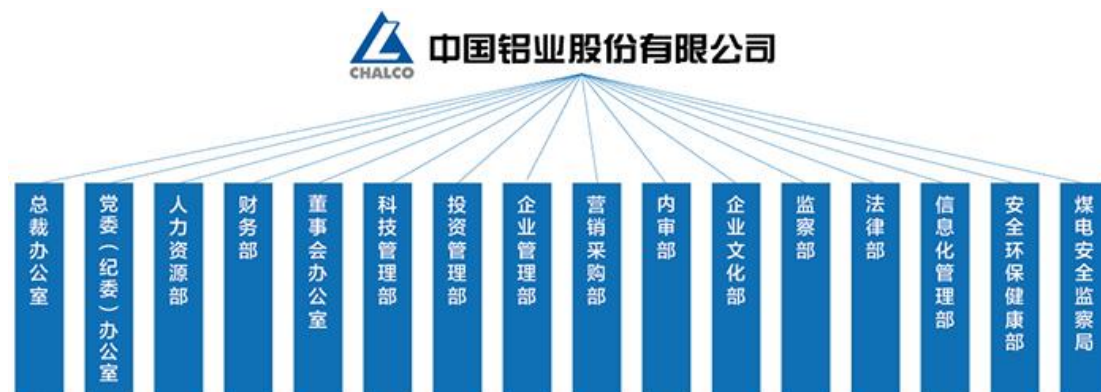 CHALCO
中国铝业股份有限公司
总裁办公室
党委(纪委)办公室
人力资源部
财务部
董事会办公室
科技管理部
投资管理部
企业管理部
营销采购部
内审部
企业文化部
监察部
法律部
信息化管理部
安全环保健康部
煤电安全监察局